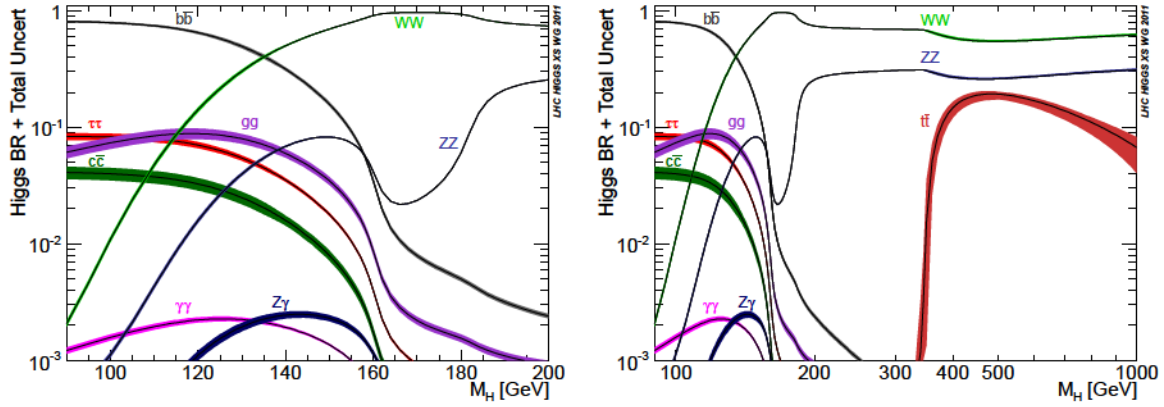 Higgs BR + Total Uncert
1
10⁻¹
10⁻²
10⁻³
bb̄
WW
ττ
gg
cc̄
ZZ
γγ
Zγ
100
120
140
160
180
200
M_H [GeV]
LHC HIGGS XS WG 2011
Higgs BR + Total Uncert
1
10⁻¹
10⁻²
10⁻³
bb̄
WW
ZZ
ττ
gg
cc̄
tt̄
γγ
Zγ
100
200
300
400
500
1000
M_H [GeV]
LHC HIGGS XS WG 2011